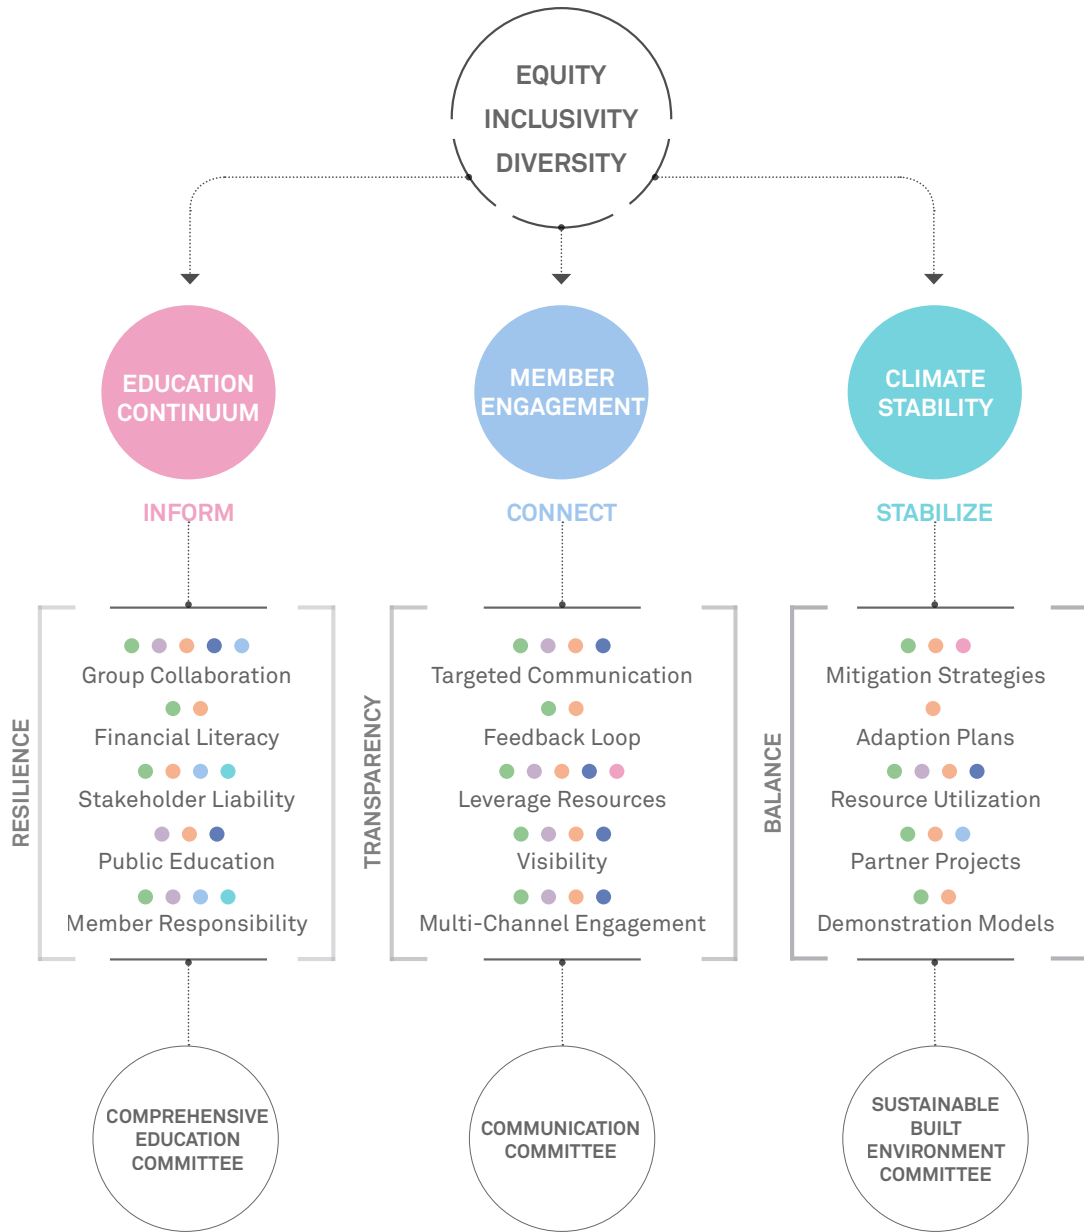 EQUITY
INCLUSIVITY
DIVERSITY
EDUCATION
CONTINUUM
MEMBER
ENGAGEMENT
CLIMATE
STABILITY
INFORM
CONNECT
STABILIZE
RESILIENCE
Group Collaboration
Financial Literacy
Stakeholder Liability
Public Education
Member Responsibility
TRANSPARENCY
Targeted Communication
Feedback Loop
Leverage Resources
Visibility
Multi-Channel Engagement
BALANCE
Mitigation Strategies
Adaption Plans
Resource Utilization
Partner Projects
Demonstration Models
COMPREHENSIVE
EDUCATION
COMMITTEE
COMMUNICATION
COMMITTEE
SUSTAINABLE
BUILT
ENVIRONMENT
COMMITTEE